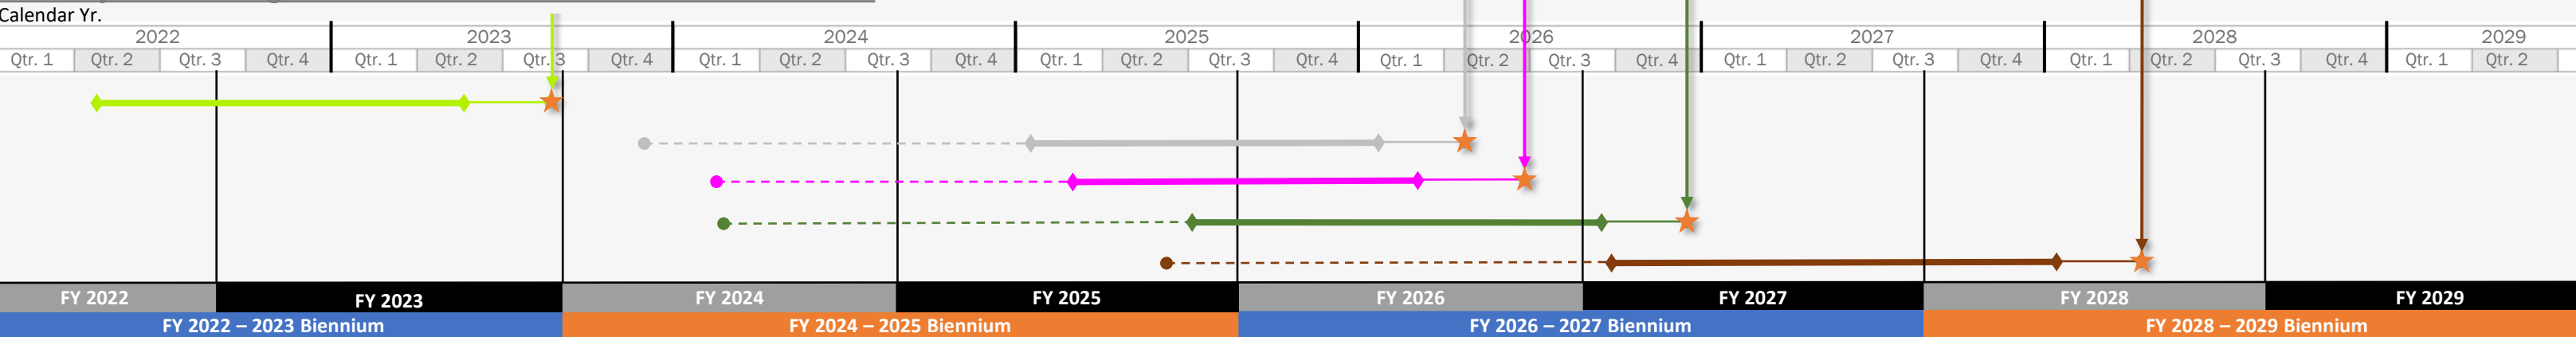 Calendar Yr.
2022 2023 2024 2025 2026 2027 2028 2029
Qtr. 1 Qtr. 2 Qtr. 3 Qtr. 4 Qtr. 1 Qtr. 2 Qtr. 3 Qtr. 4 Qtr. 1 Qtr. 2 Qtr. 3 Qtr. 4 Qtr. 1 Qtr. 2 Qtr. 3 Qtr. 4 Qtr. 1 Qtr. 2 Qtr. 3 Qtr. 4 Qtr. 1 Qtr. 2 Qtr. 3 Qtr. 4 Qtr. 1 Qtr. 2 Qtr. 3 Qtr. 4 Qtr. 1 Qtr. 2
FY 2022 FY 2023 FY 2024 FY 2025 FY 2026 FY 2027 FY 2028 FY 2029
FY 2022 – 2023 Biennium FY 2024 – 2025 Biennium FY 2026 – 2027 Biennium FY 2028 – 2029 Biennium